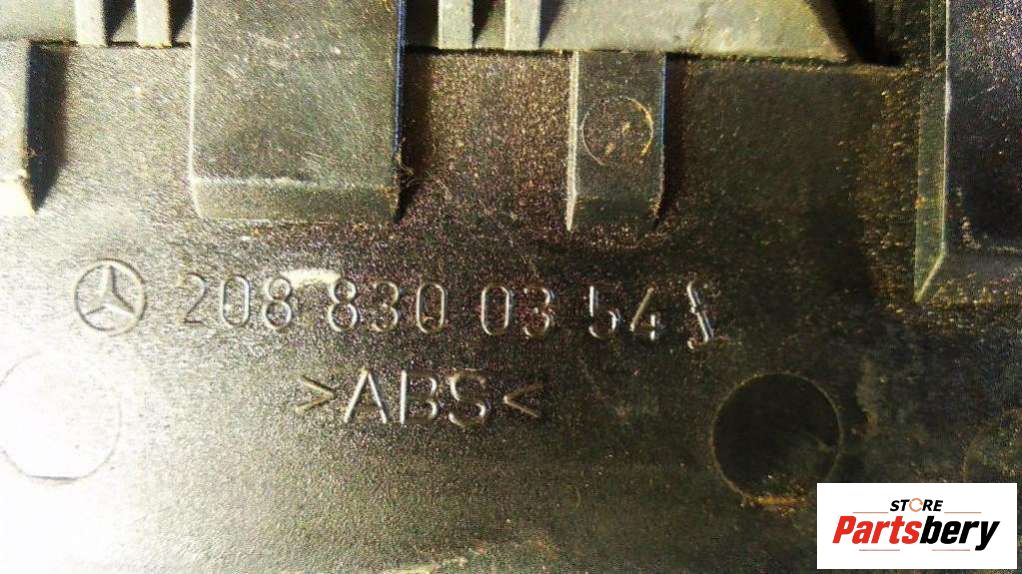 208 830 03 54
>ABS<
STORE
Partsbery